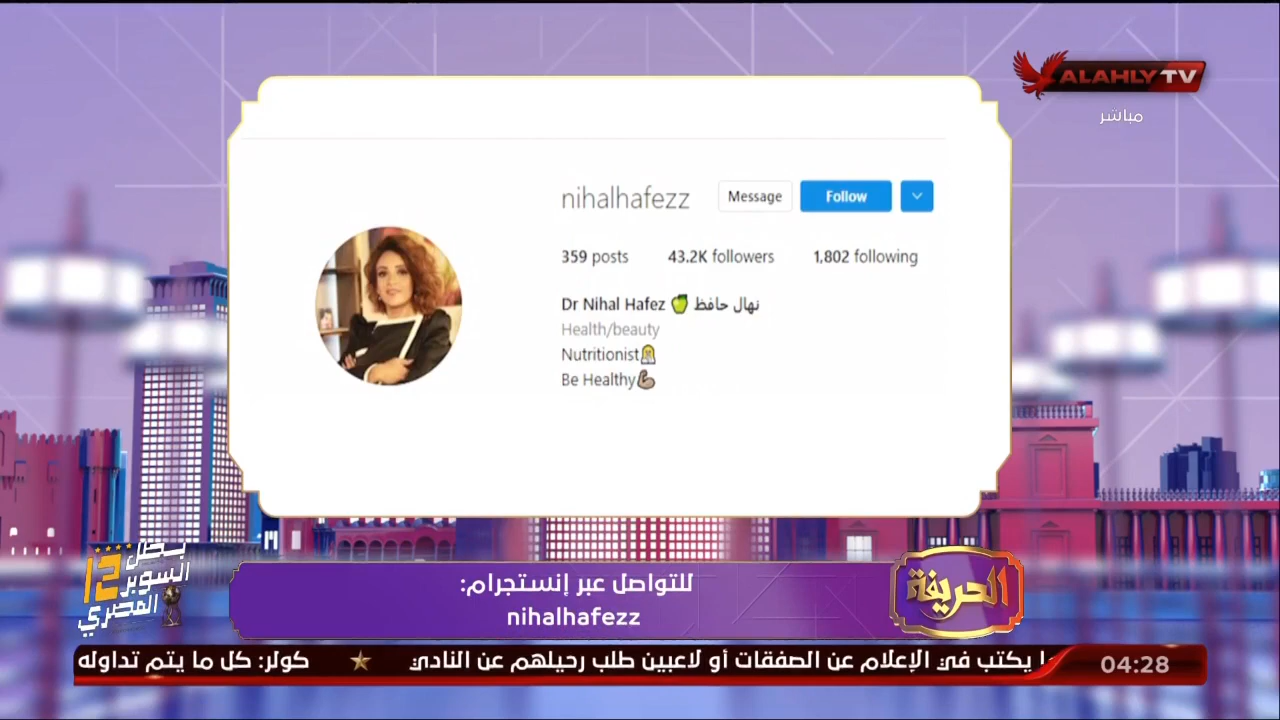 ALAHLY TV
مباشر
nihalhafezz
Message
Follow
359 posts
43.2K followers
1,802 following
Dr Nihal Hafez 🍏 نهال حافظ
Health/beauty
Nutritionist👩‍🔬
Be Healthy💪🏽
بطل 12
السوبر
المصري
للتواصل عبر إنستجرام:
nihalhafezz
الحريفة
يكتب في الإعلام عن الصفقات أو لاعبين طلب رحيلهم عن النادي ★ كولر: كل ما يتم تداوله
04:28